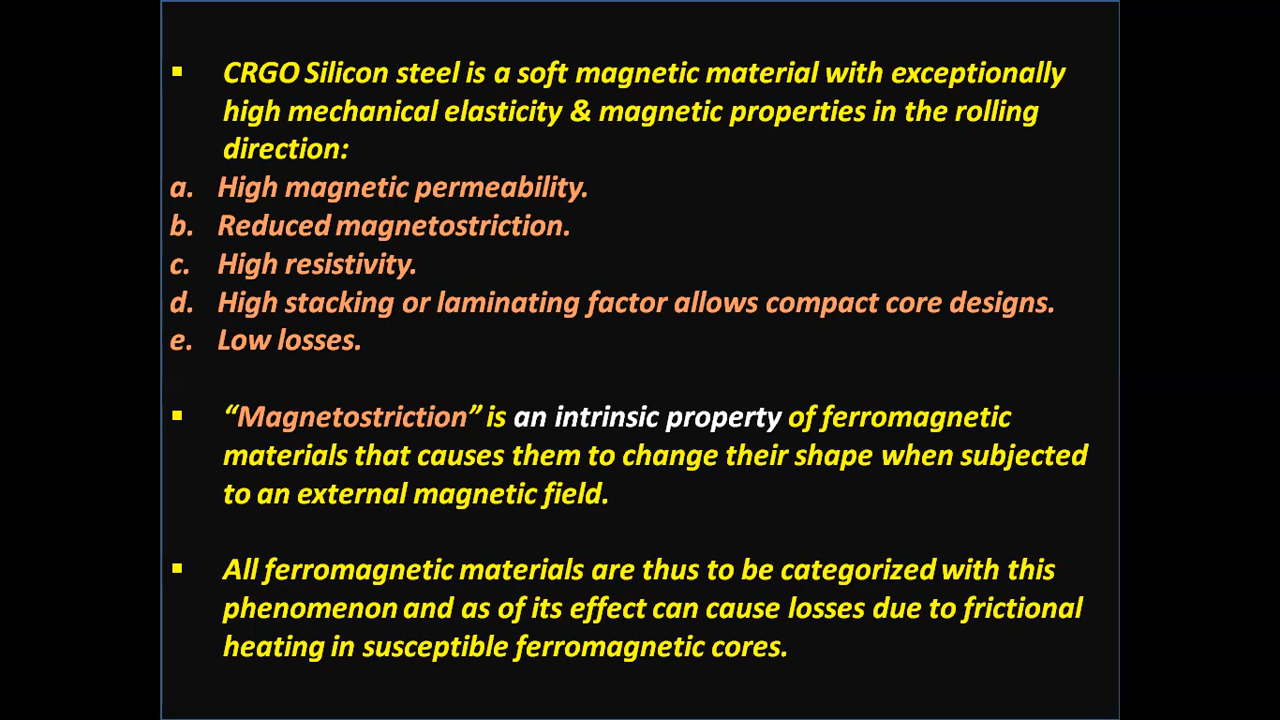 ▪ CRGO Silicon steel is a soft magnetic material with exceptionally
high mechanical elasticity & magnetic properties in the rolling
direction:
a. High magnetic permeability.
b. Reduced magnetostriction.
c. High resistivity.
d. High stacking or laminating factor allows compact core designs.
e. Low losses.
▪ “Magnetostriction” is an intrinsic property of ferromagnetic
materials that causes them to change their shape when subjected
to an external magnetic field.
▪ All ferromagnetic materials are thus to be categorized with this
phenomenon and as of its effect can cause losses due to frictional
heating in susceptible ferromagnetic cores.